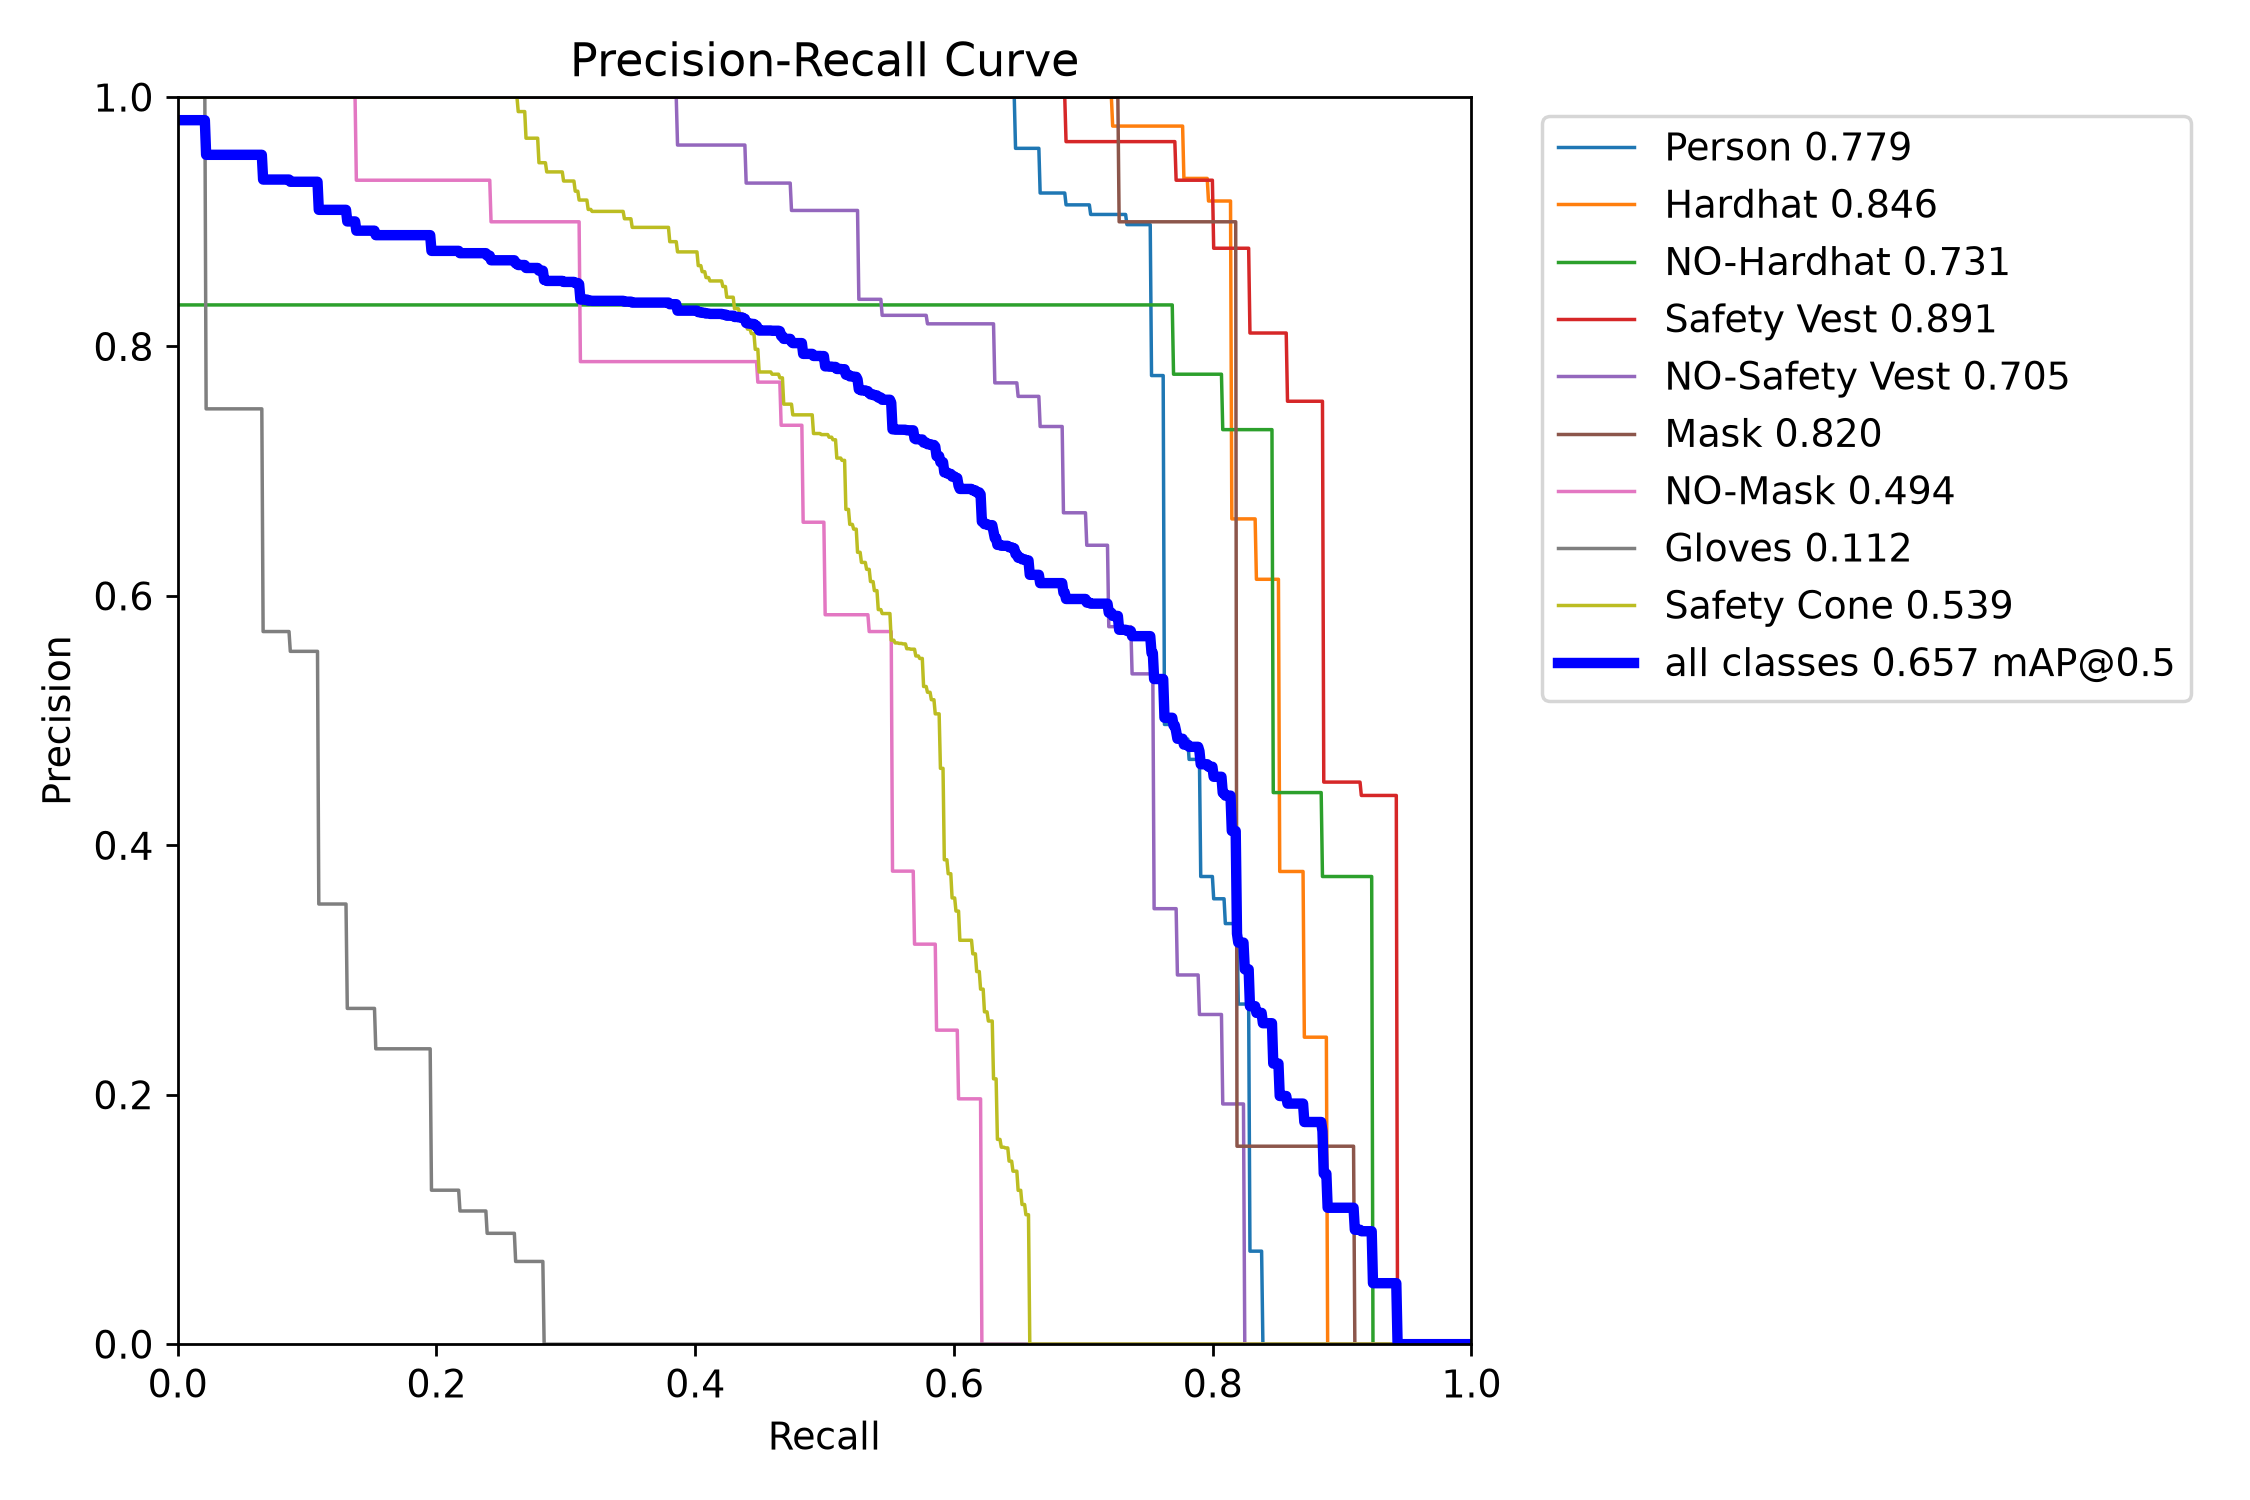 Precision-Recall Curve
1.0
0.8
0.6
0.4
0.2
0.0
Precision
0.0 0.2 0.4 0.6 0.8 1.0
Recall
Person 0.779
Hardhat 0.846
NO-Hardhat 0.731
Safety Vest 0.891
NO-Safety Vest 0.705
Mask 0.820
NO-Mask 0.494
Gloves 0.112
Safety Cone 0.539
all classes 0.657 mAP@0.5